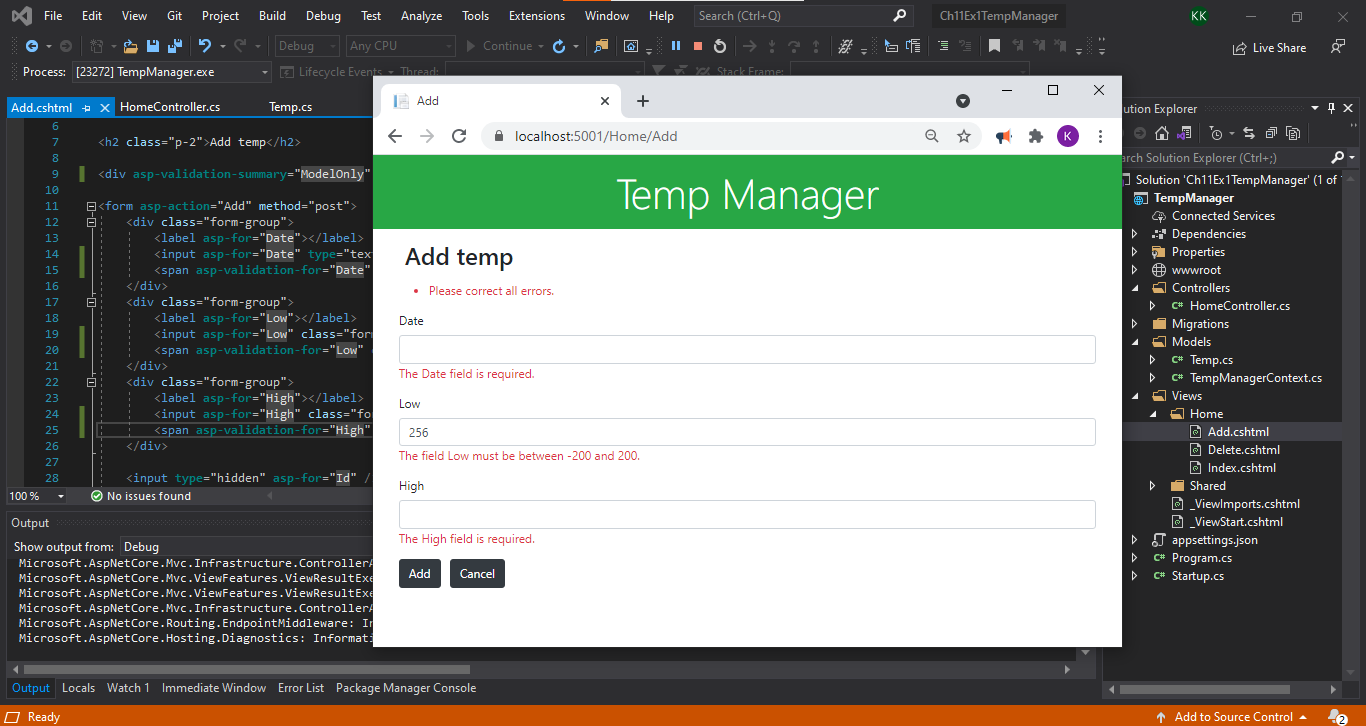 File Edit View Git Project Build Debug Test Analyze Tools Extensions Window Help Search (Ctrl+Q) Ch11Ex1TempManager KK
Debug Any CPU Continue Live Share
Process: [23272] TempManager.exe Lifecycle Events Thread: Stack Frame:
Add.cshtml HomeController.cs Temp.cs
6
7 <h2 class="p-2">Add temp</h2>
8
9 <div asp-validation-summary="ModelOnly"
10
11 <form asp-action="Add" method="post">
12 <div class="form-group">
13 <label asp-for="Date"></label>
14 <input asp-for="Date" type="tex
15 <span asp-validation-for="Date"
16 </div>
17 <div class="form-group">
18 <label asp-for="Low"></label>
19 <input asp-for="Low" class="for
20 <span asp-validation-for="Low"
21 </div>
22 <div class="form-group">
23 <label asp-for="High"></label>
24 <input asp-for="High" class="fo
25 <span asp-validation-for="High"
26 </div>
27
28 <input type="hidden" asp-for="Id" /
100 % No issues found
Output
Show output from: Debug
Microsoft.AspNetCore.Mvc.Infrastructure.ControllerA
Microsoft.AspNetCore.Mvc.ViewFeatures.ViewResultExe
Microsoft.AspNetCore.Mvc.ViewFeatures.ViewResultExe
Microsoft.AspNetCore.Mvc.Infrastructure.ControllerA
Microsoft.AspNetCore.Routing.EndpointMiddleware: In
Microsoft.AspNetCore.Hosting.Diagnostics: Informati
Output Locals Watch 1 Immediate Window Error List Package Manager Console
Ready Add to Source Control 2
Add
localhost:5001/Home/Add K
Temp Manager
Add temp
• Please correct all errors.
Date
The Date field is required.
Low
256
The field Low must be between -200 and 200.
High
The High field is required.
Add Cancel
ution Explorer
arch Solution Explorer (Ctrl+;)
Solution 'Ch11Ex1TempManager' (1 of
TempManager
Connected Services
Dependencies
Properties
wwwroot
Controllers
C# HomeController.cs
Migrations
Models
C# Temp.cs
C# TempManagerContext.cs
Views
Home
Add.cshtml
Delete.cshtml
Index.cshtml
Shared
_ViewImports.cshtml
_ViewStart.cshtml
appsettings.json
C# Program.cs
C# Startup.cs